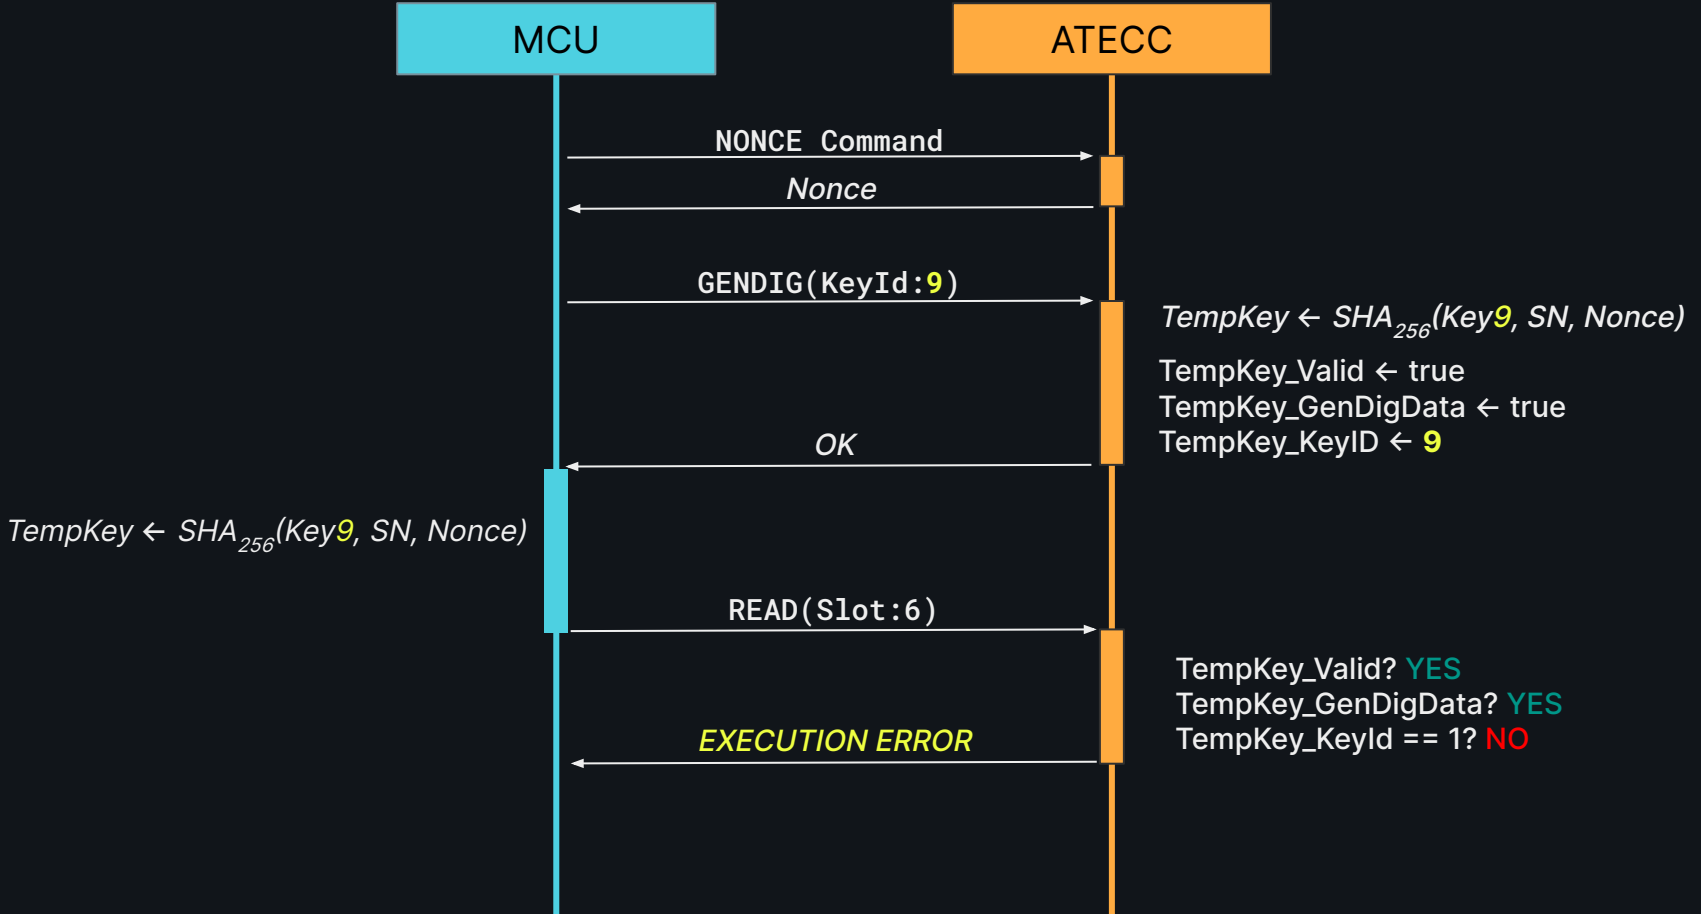 MCU
ATECC
NONCE Command
Nonce
GENDIG(KeyId:9)
TempKey ← SHA256(Key9, SN, Nonce)
TempKey_Valid ← true
TempKey_GenDigData ← true
TempKey_KeyID ← 9
OK
TempKey ← SHA256(Key9, SN, Nonce)
READ(Slot:6)
TempKey_Valid? YES
TempKey_GenDigData? YES
TempKey_KeyId == 1? NO
EXECUTION ERROR